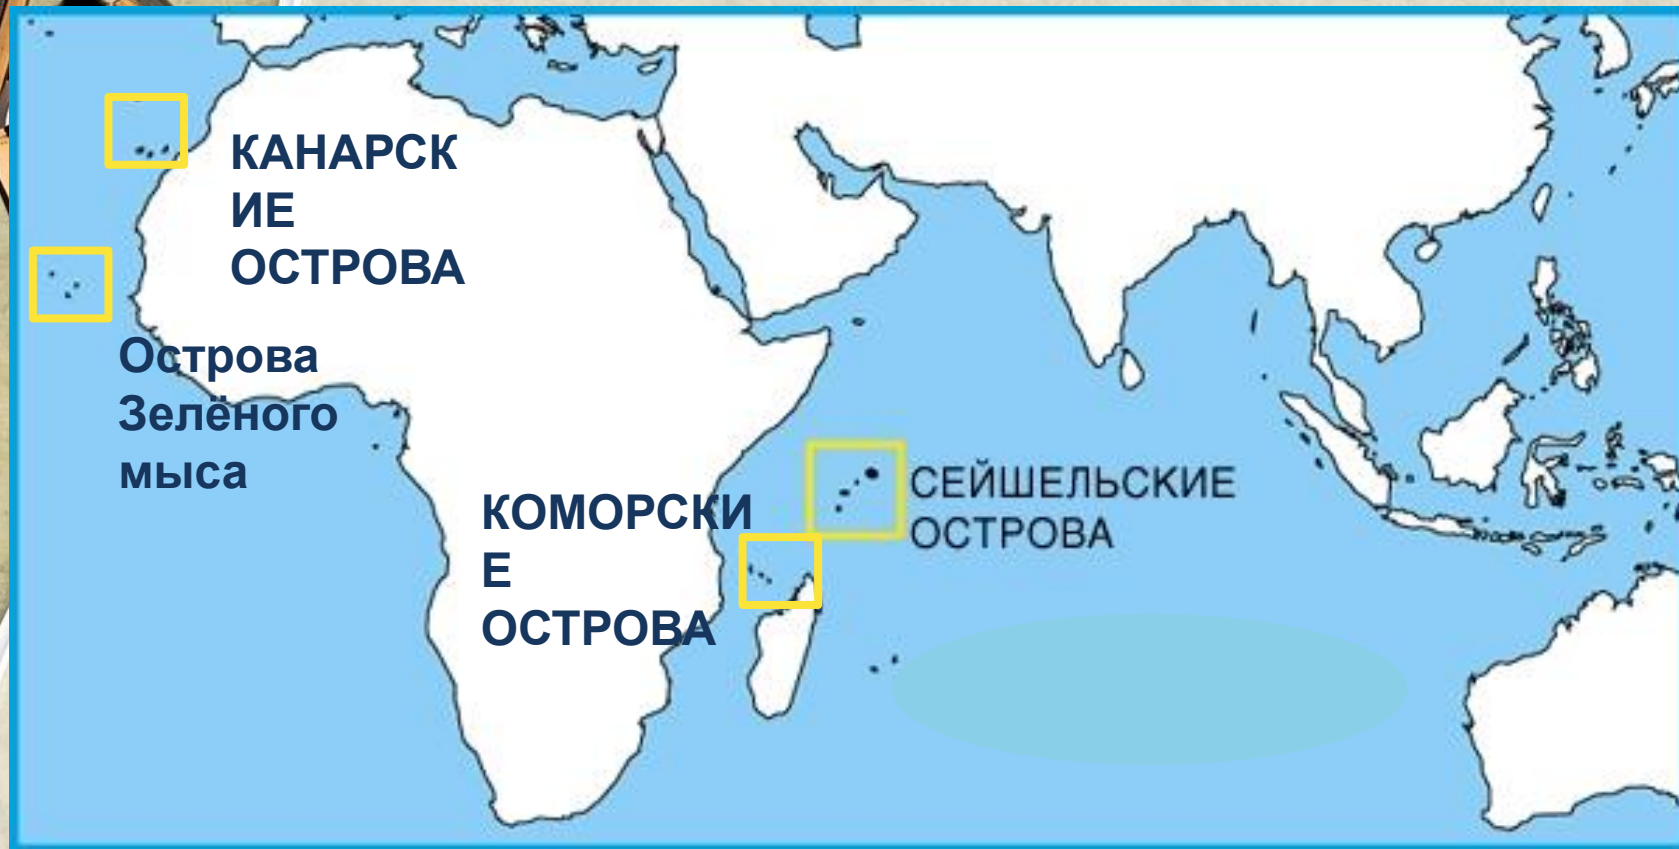 КАНАРСК
ИЕ
ОСТРОВА
Острова
Зелёного
мыса
КОМОРСКИ
Е
ОСТРОВА
СЕЙШЕЛЬСКИЕ
ОСТРОВА